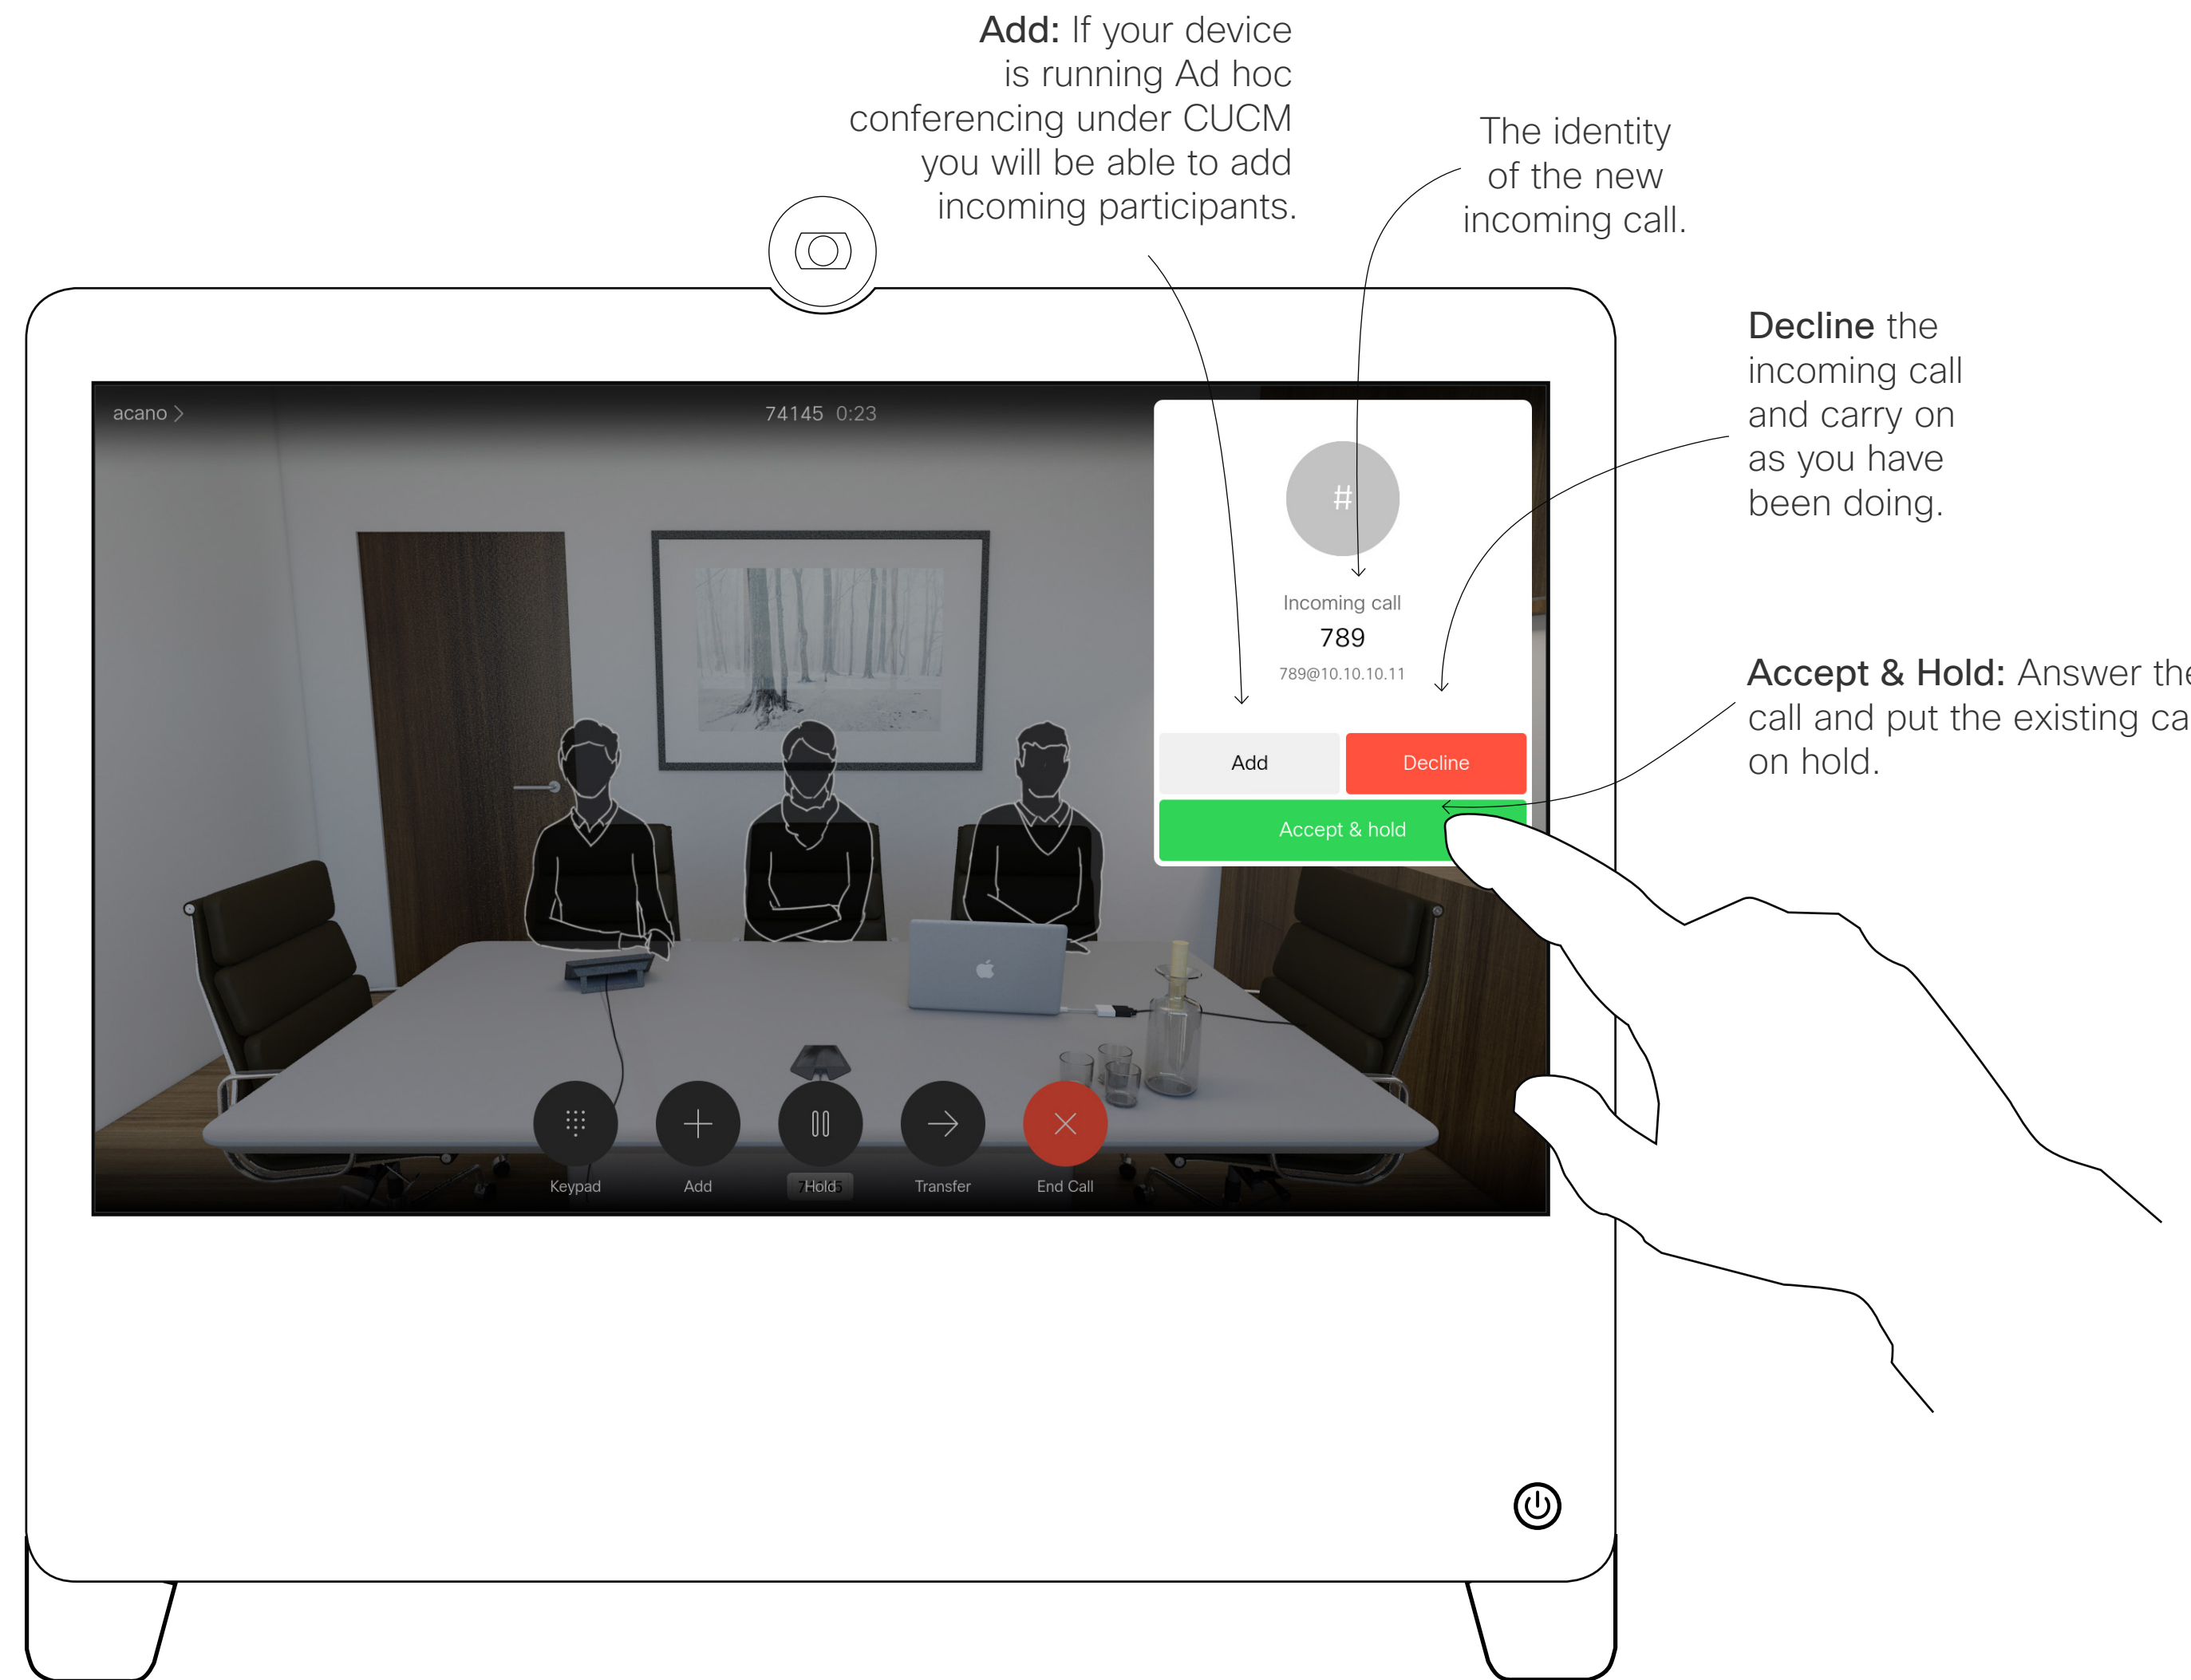 Add: If your device
is running Ad hoc
conferencing under CUCM
you will be able to add
incoming participants.
The identity
of the new
incoming call.
Decline the
incoming call
and carry on
as you have
been doing.
Accept & Hold: Answer the
call and put the existing ca
on hold.
acano
74145 0:23
#
Incoming call
789
789@10.10.10.11
Add
Decline
Accept & hold
Keypad
Add
Hold
Transfer
End Call